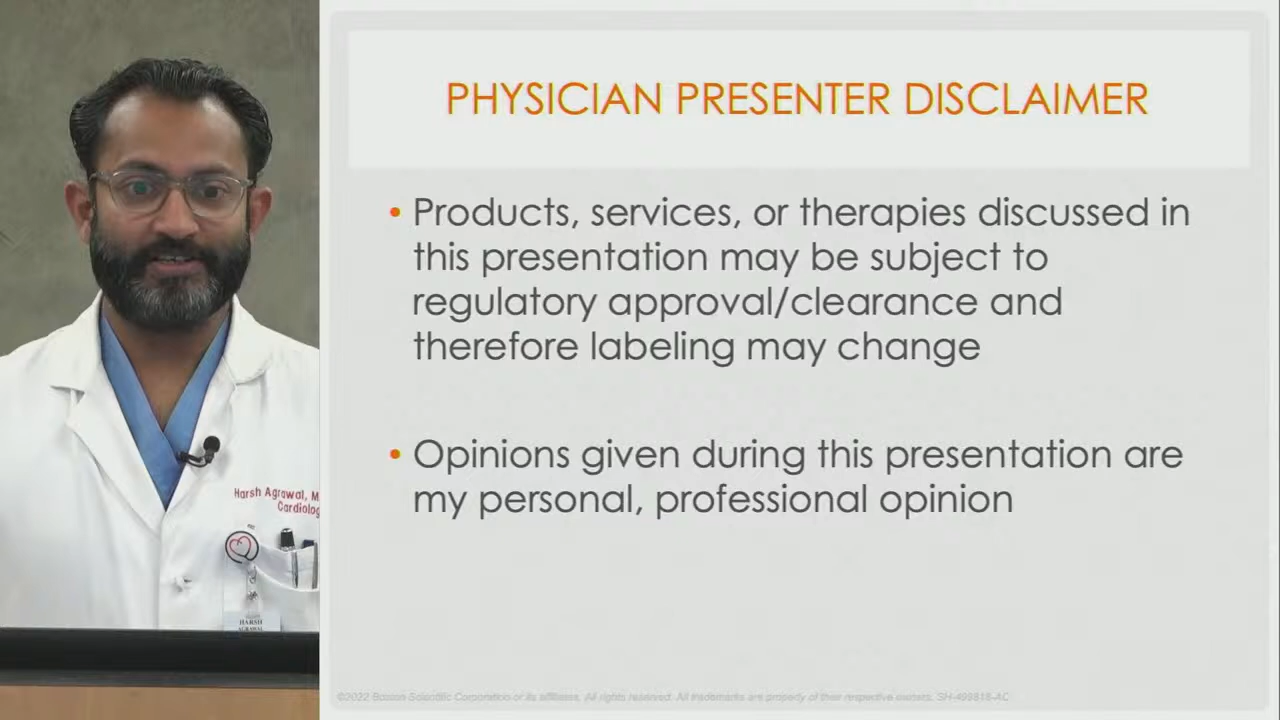 PHYSICIAN PRESENTER DISCLAIMER
• Products, services, or therapies discussed in
this presentation may be subject to
regulatory approval/clearance and
therefore labeling may change
• Opinions given during this presentation are
my personal, professional opinion
Harsh Agrawal, M
Cardiolog
HARSH
AGRAWAL
©2022 Boston Scientific Corporation or its affiliates. All rights reserved. All trademarks are property of their respective owners. SH-499818-AC